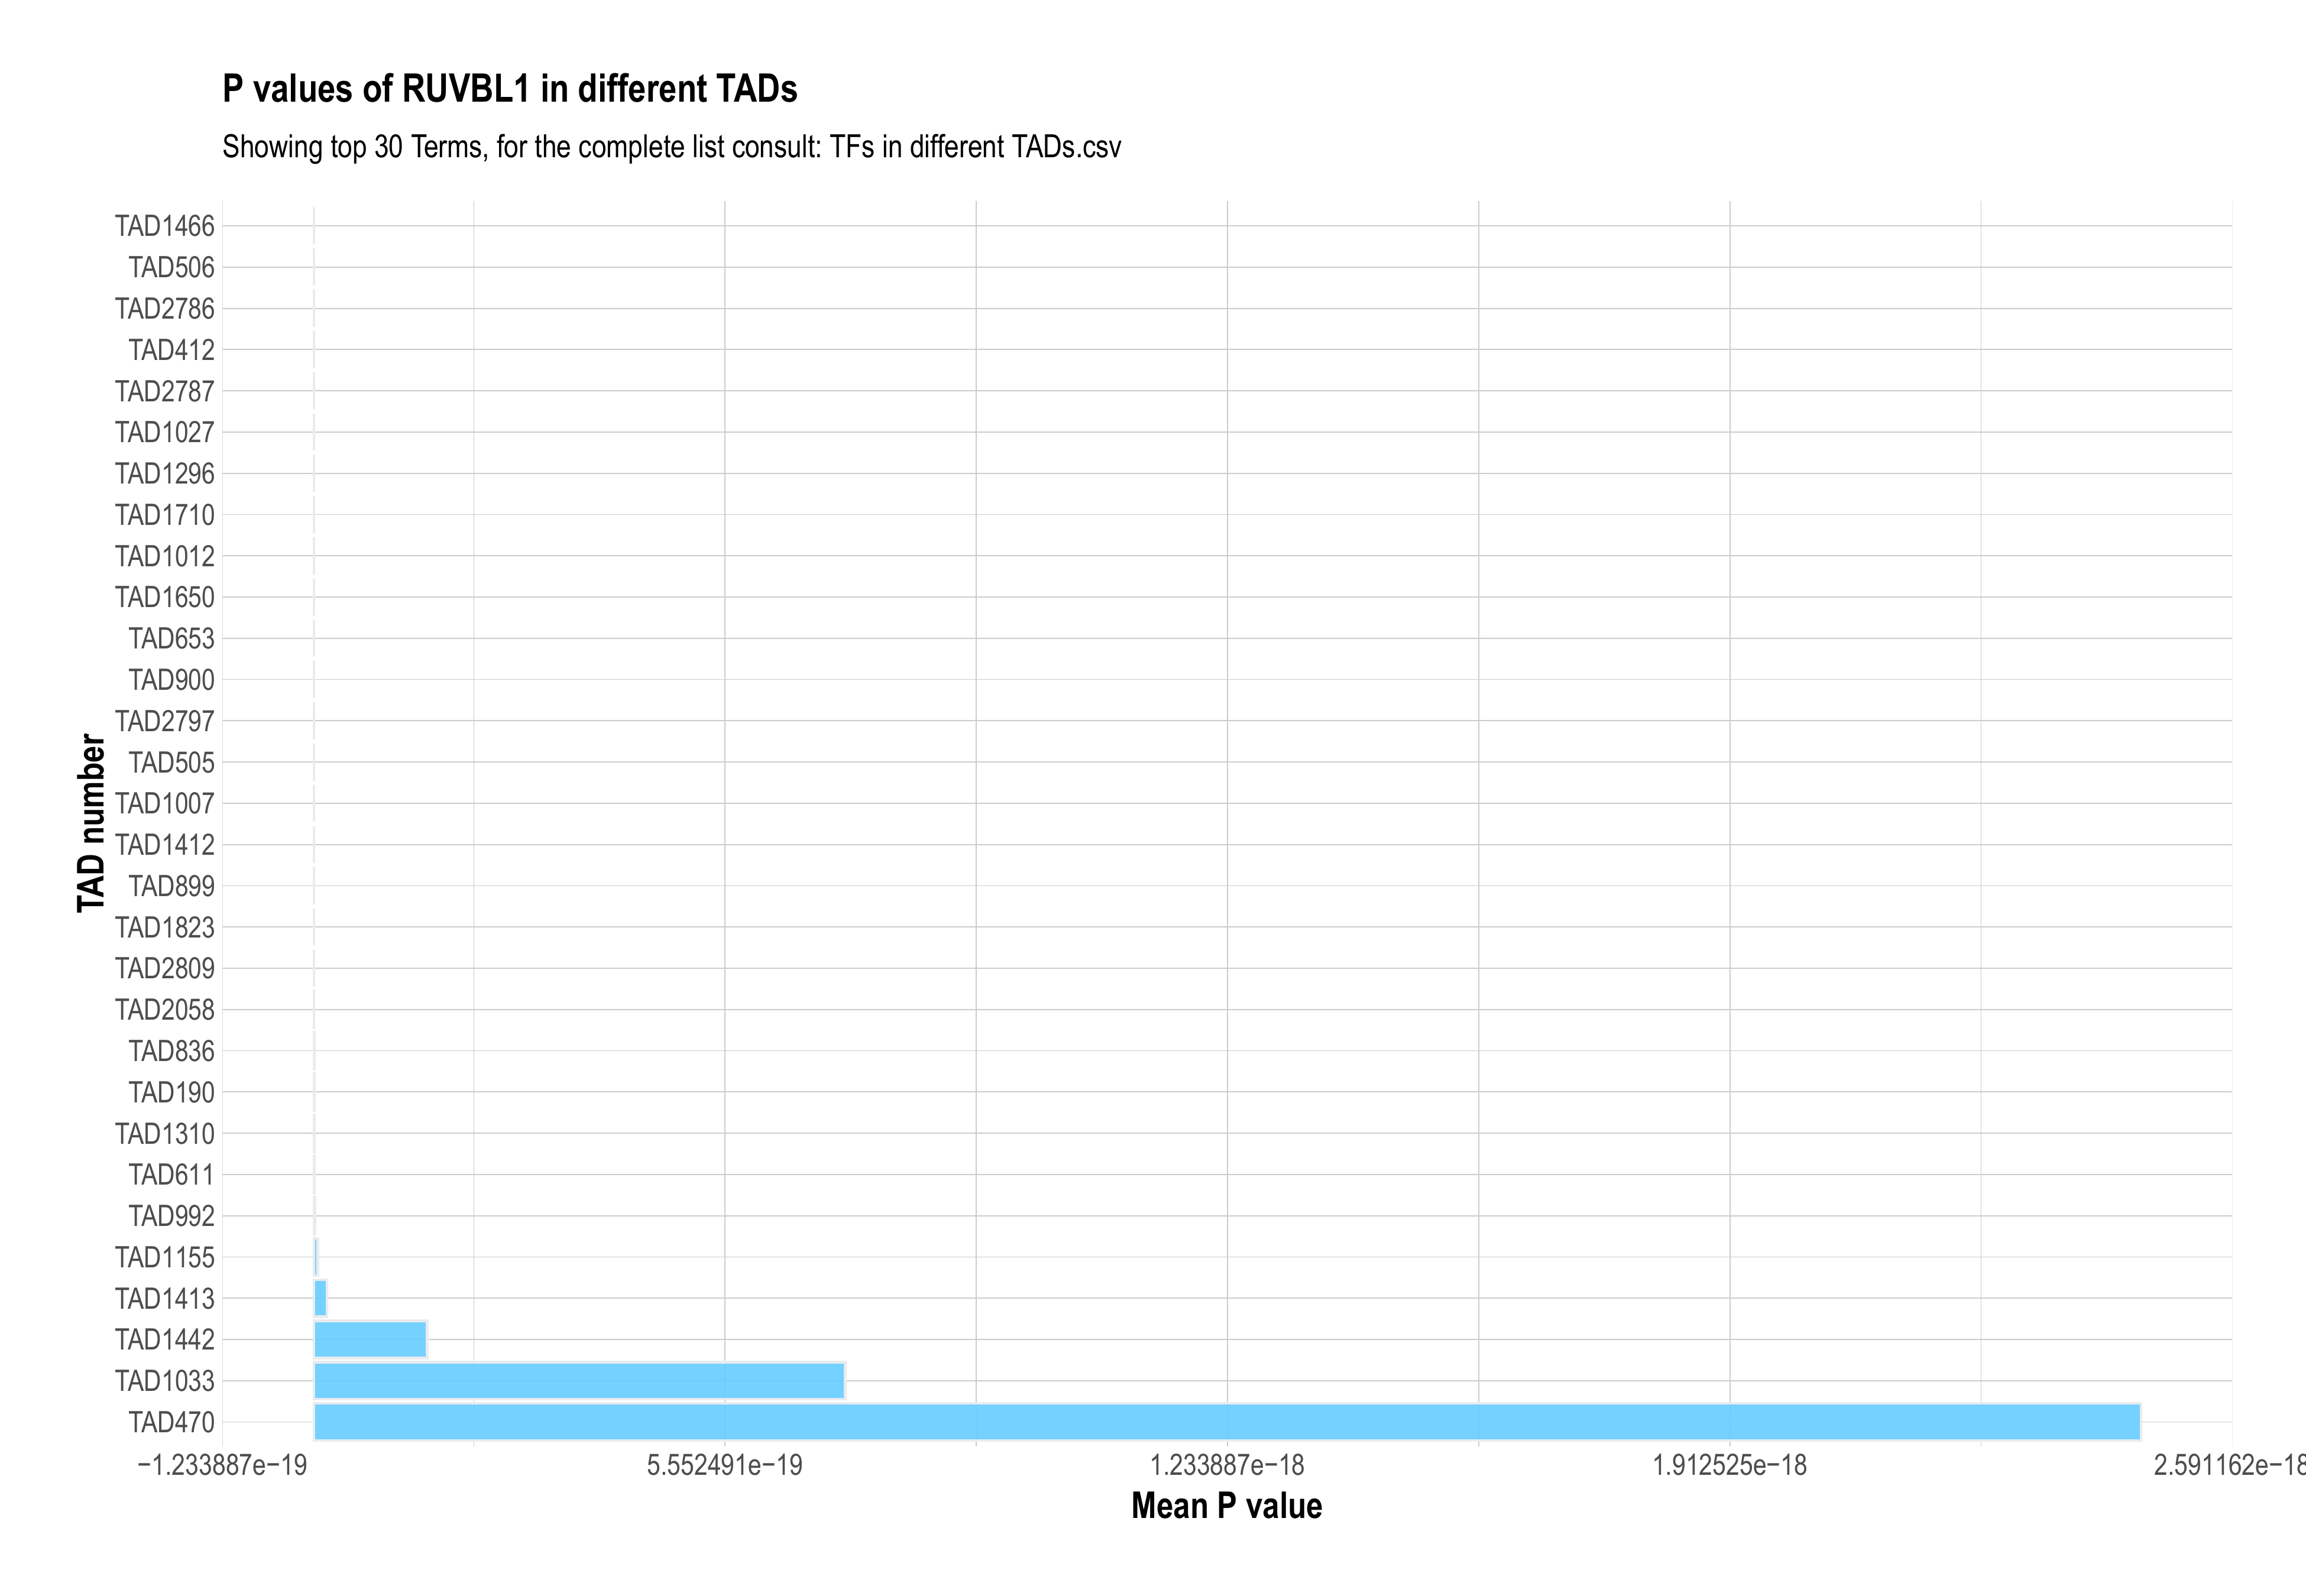 P values of RUVBL1 in different TADs
Showing top 30 Terms, for the complete list consult: TFs in different TADs.csv
TAD1466
TAD506
TAD2786
TAD412
TAD2787
TAD1027
TAD1296
TAD1710
TAD1012
TAD1650
TAD653
TAD900
TAD2797
TAD505
TAD1007
TAD1412
TAD899
TAD1823
TAD2809
TAD2058
TAD836
TAD190
TAD1310
TAD611
TAD992
TAD1155
TAD1413
TAD1442
TAD1033
TAD470
TAD number
−1.233887e−19 5.552491e−19 1.233887e−18 1.912525e−18 2.591162e−18
Mean P value